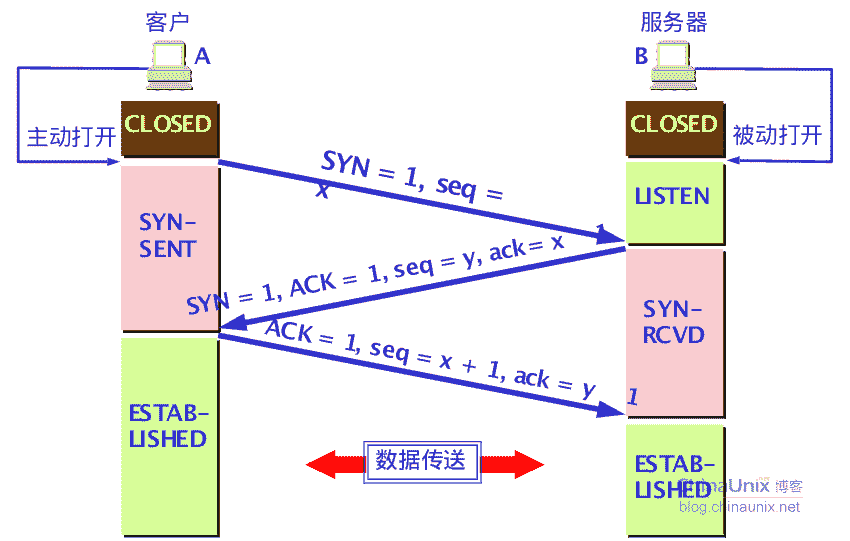 客户
服务器
A
B
CLOSED
CLOSED
主动打开
被动打开
SYN = 1, seq =
x
LISTEN
SYN-
SENT
SYN = 1, ACK = 1, seq = y, ack= x 1
SYN-
RCVD
ACK = 1, seq = x + 1, ack = y 1
ESTAB-
LISHED
数据传送
ESTAB-
LISHED
ChinaUnix 博客
blog.chinaunix.net